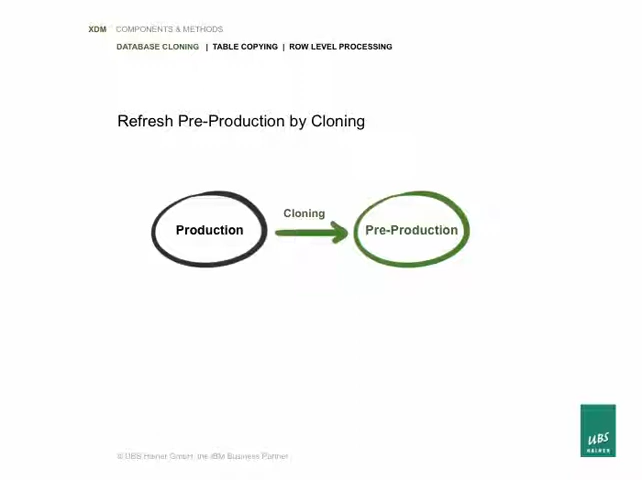 XDM COMPONENTS & METHODS
DATABASE CLONING | TABLE COPYING | ROW LEVEL PROCESSING
Refresh Pre-Production by Cloning
Cloning
Production
Pre-Production
UBS
HAINER
© UBS Hainer GmbH, the IBM Business Partner